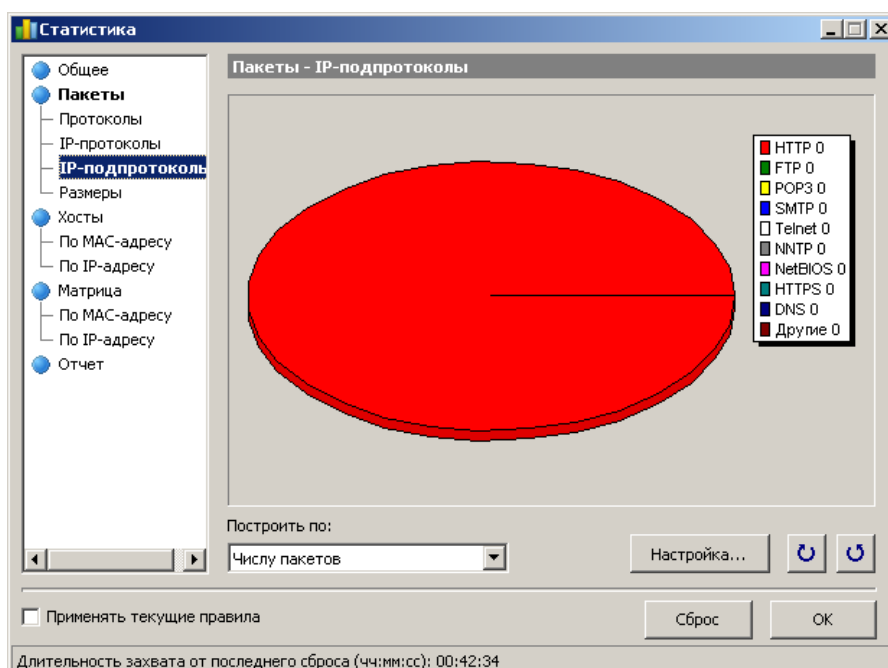 Статистика
Общее
Пакеты
Протоколы
IP-протоколы
IP-подпротоколы
Размеры
Хосты
По MAC-адресу
По IP-адресу
Матрица
По MAC-адресу
По IP-адресу
Отчет
Пакеты - IP-подпротоколы
HTTP 0
FTP 0
POP3 0
SMTP 0
Telnet 0
NNTP 0
NetBIOS 0
HTTPS 0
DNS 0
Другие 0
Построить по:
Числу пакетов
Настройка...
Применять текущие правила
Сброс
OK
Длительность захвата от последнего сброса (чч:мм:сс): 00:42:34